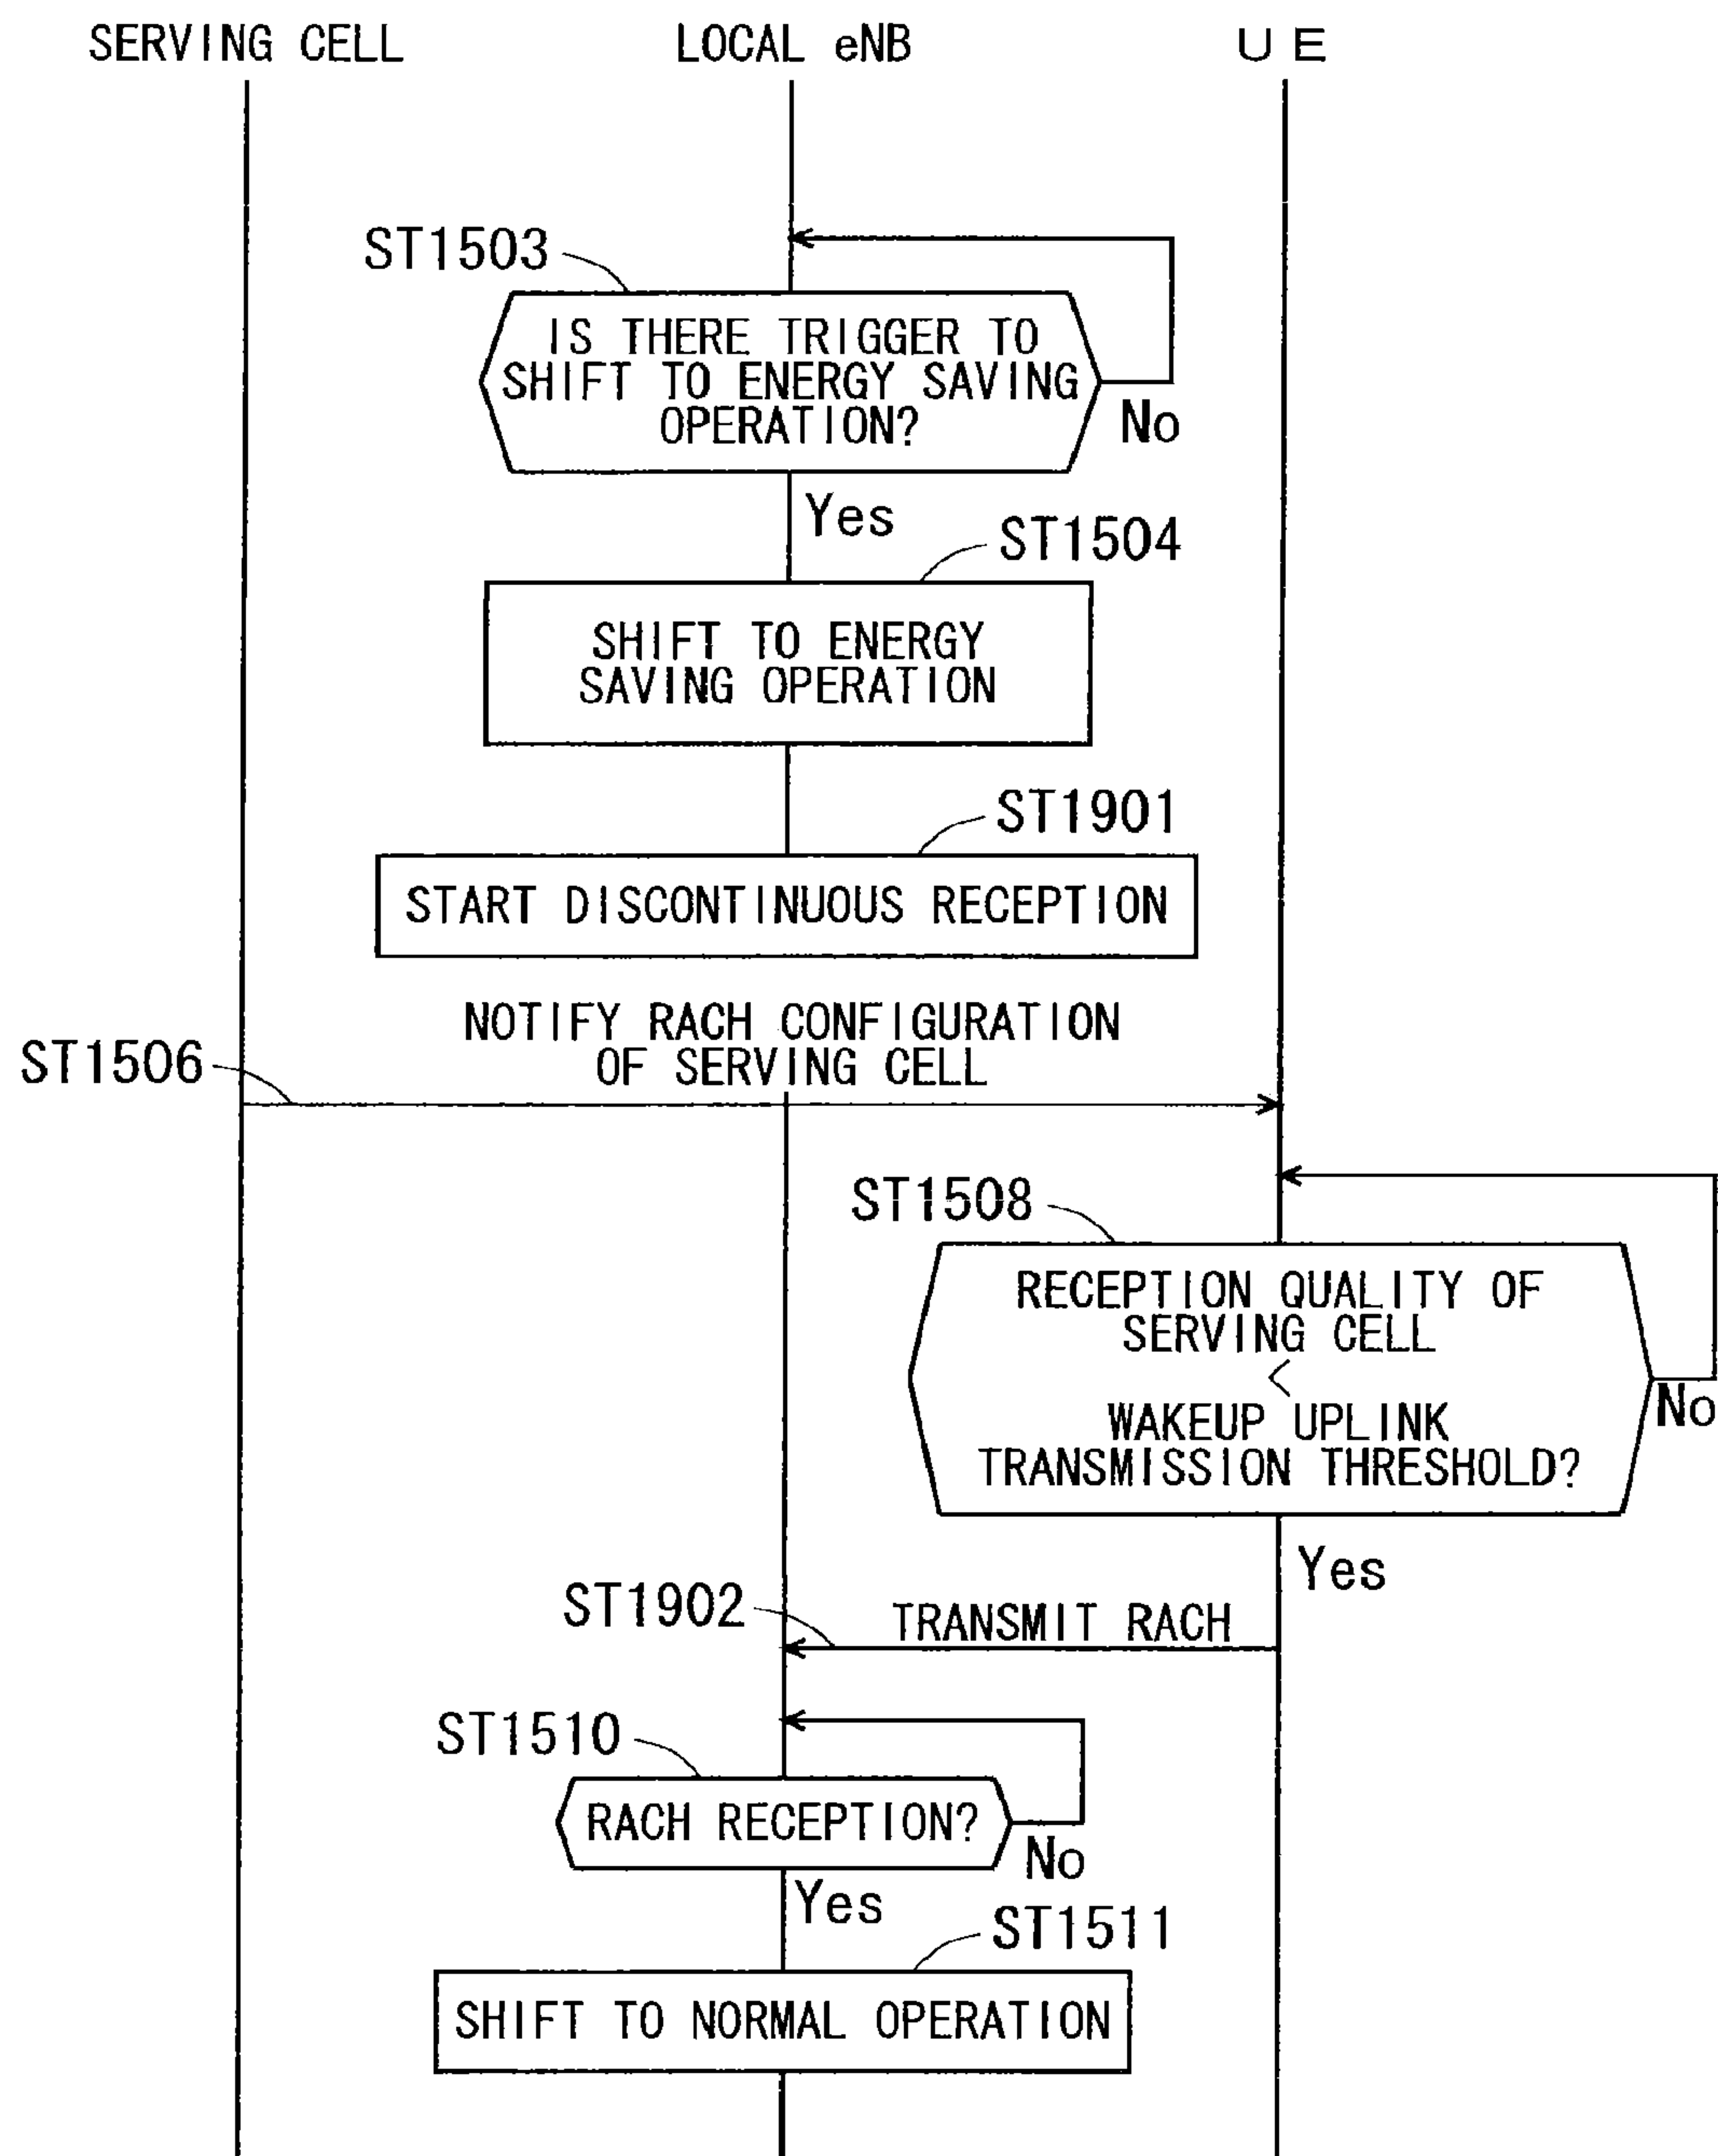 SERVING CELL
LOCAL eNB
UE
ST1503
IS THERE TRIGGER TO
SHIFT TO ENERGY SAVING
OPERATION?
No
Yes
ST1504
SHIFT TO ENERGY
SAVING OPERATION
ST1901
START DISCONTINUOUS RECEPTION
NOTIFY RACH CONFIGURATION
OF SERVING CELL
ST1506
ST1508
RECEPTION QUALITY OF
SERVING CELL
<
WAKEUP UPLINK
TRANSMISSION THRESHOLD?
No
Yes
ST1902
TRANSMIT RACH
ST1510
RACH RECEPTION?
No
Yes
ST1511
SHIFT TO NORMAL OPERATION